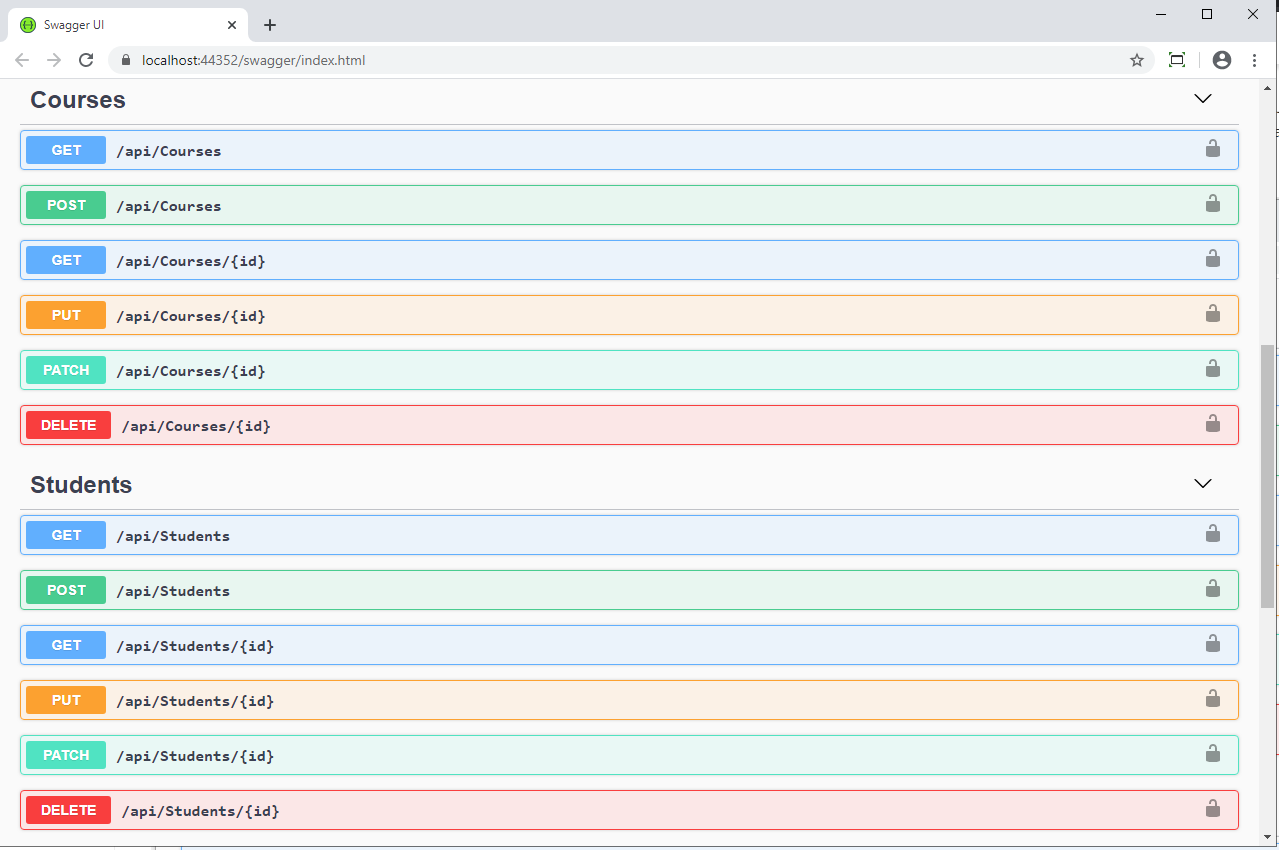 Swagger UI
localhost:44352/swagger/index.html
Courses
GET /api/Courses
POST /api/Courses
GET /api/Courses/{id}
PUT /api/Courses/{id}
PATCH /api/Courses/{id}
DELETE /api/Courses/{id}
Students
GET /api/Students
POST /api/Students
GET /api/Students/{id}
PUT /api/Students/{id}
PATCH /api/Students/{id}
DELETE /api/Students/{id}